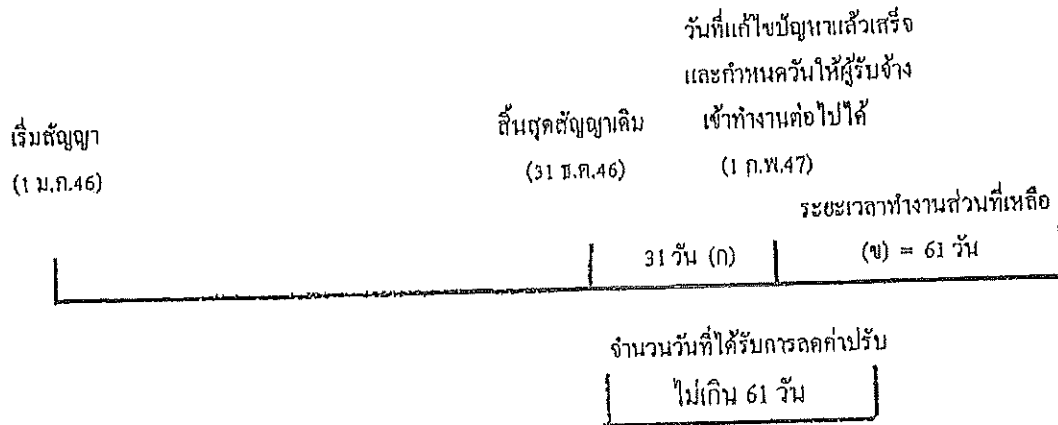 วันที่แก้ไขปัญหาแล้วเสร็จ
และกำหนดวันให้ผู้รับจ้าง
เริ่มสัญญา
สิ้นสุดสัญญาเดิม
เข้าทำงานต่อไปได้
(1 ม.ค.46)
(31 ธ.ค.46)
(1 ก.พ.47)
ระยะเวลาทำงานส่วนที่เหลือ
31 วัน (ก)
(ข) = 61 วัน
จำนวนวันที่ได้รับการลดค่าปรับ
ไม่เกิน 61 วัน